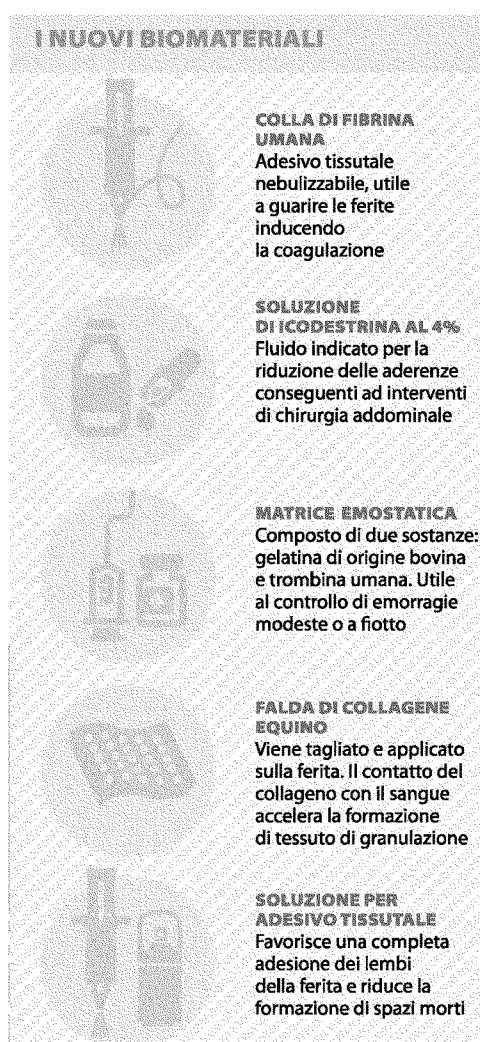 I NUOVI BIOMATERIALI
COLLA DI FIBRINA
UMANA
Adesivo tissutale
nebulizzabile, utile
a guarire le ferite
inducendo
la coagulazione
SOLUZIONE
DI ICODESTRINA AL 4%
Fluido indicato per la
riduzione delle aderenze
conseguenti ad interventi
di chirurgia addominale
MATRICE EMOSTATICA
Composto di due sostanze:
gelatina di origine bovina
e trombina umana. Utile
al controllo di emorragie
modeste o a fiotto
FALDA DI COLLAGENE
EQUINO
Viene tagliato e applicato
sulla ferita. Il contatto del
collageno con il sangue
accelera la formazione
di tessuto di granulazione
SOLUZIONE PER
ADESIVO TISSUTALE
Favorisce una completa
adesione dei lembi
della ferita e riduce la
formazione di spazi morti